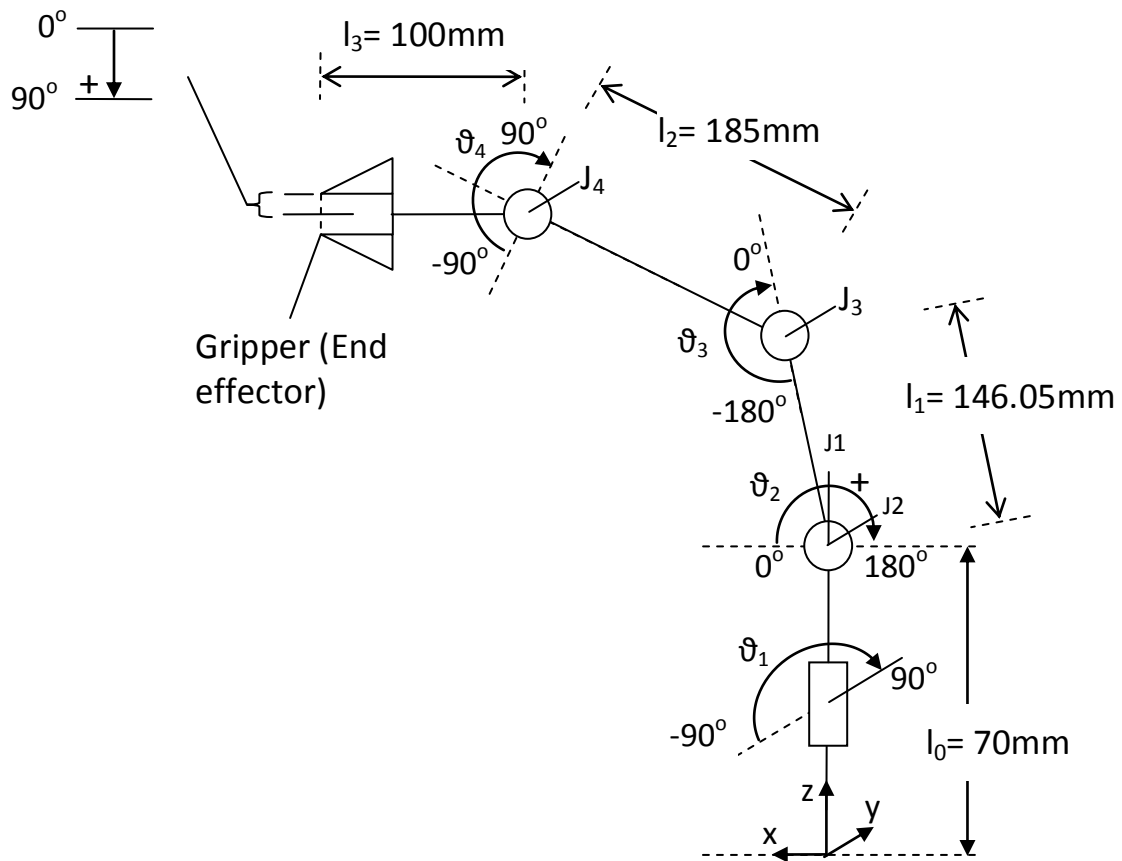 0°
l₃= 100mm
+
90°
l₂= 185mm
ϑ₄
90°
J₄
-90°
0°
J₃
Gripper (End
effector)
ϑ₃
l₁= 146.05mm
-180°
J1
ϑ₂
+
J2
0°
180°
ϑ₁
90°
-90°
l₀= 70mm
z
y
x